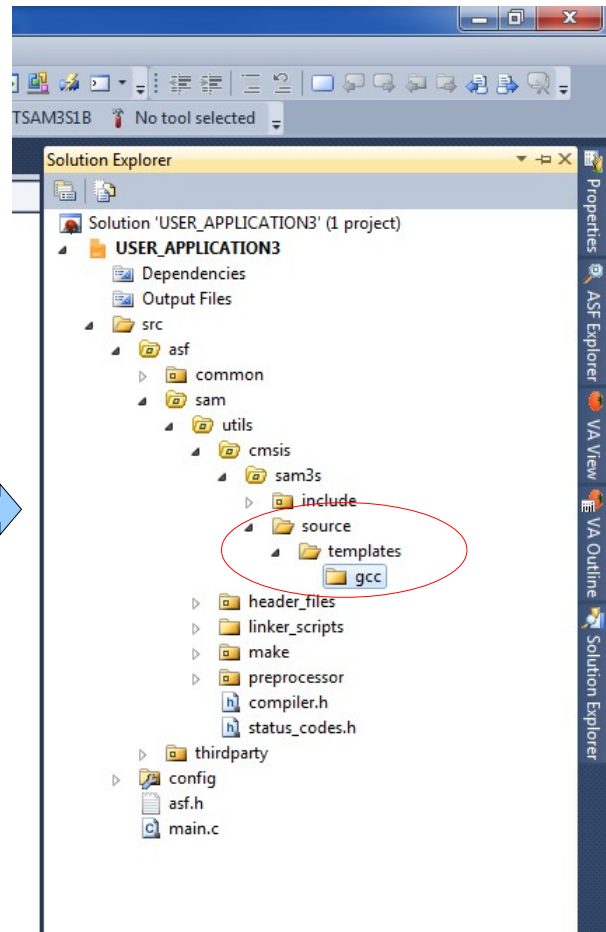 TSAM3S1B No tool selected
Solution Explorer
Solution 'USER_APPLICATION3' (1 project)
USER_APPLICATION3
Dependencies
Output Files
src
asf
common
sam
utils
cmsis
sam3s
include
source
templates
gcc
header_files
linker_scripts
make
preprocessor
h compiler.h
h status_codes.h
thirdparty
config
asf.h
c main.c
Properties
ASF Explorer
VA View
VA Outline
Solution Explorer